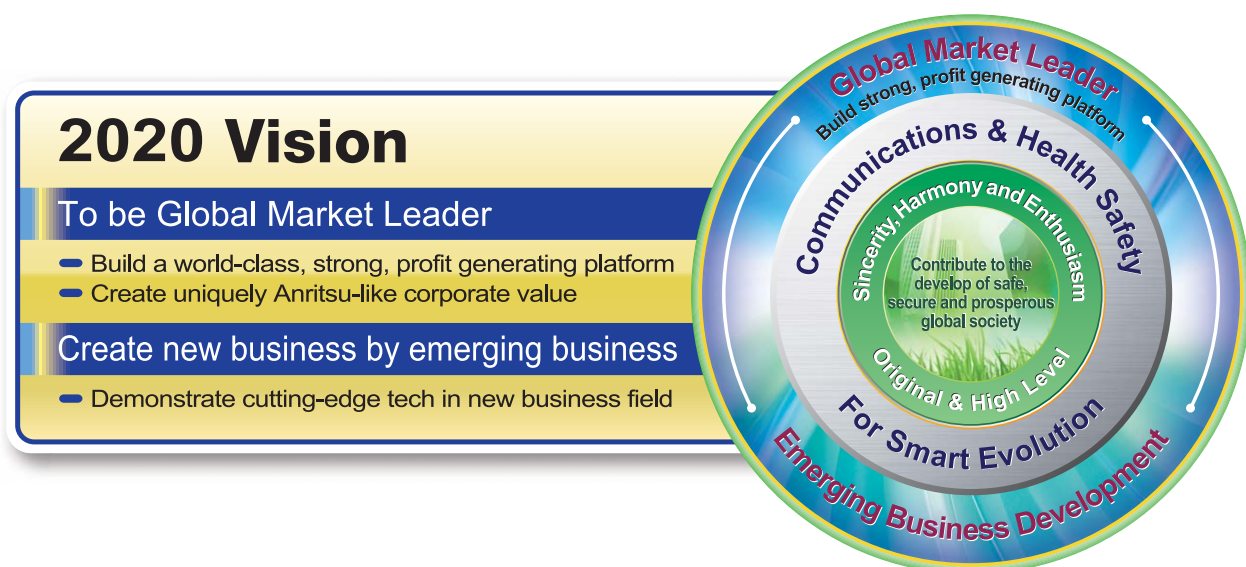 2020 Vision
To be Global Market Leader
Build a world-class, strong, profit generating platform
Create uniquely Anritsu-like corporate value
Create new business by emerging business
Demonstrate cutting-edge tech in new business field
Global Market Leader
Build strong, profit generating platform
Communications & Health Safety
Sincerity, Harmony and Enthusiasm
Contribute to the
develop of safe,
secure and prosperous
global society
Original & High Level
For Smart Evolution
Emerging Business Development